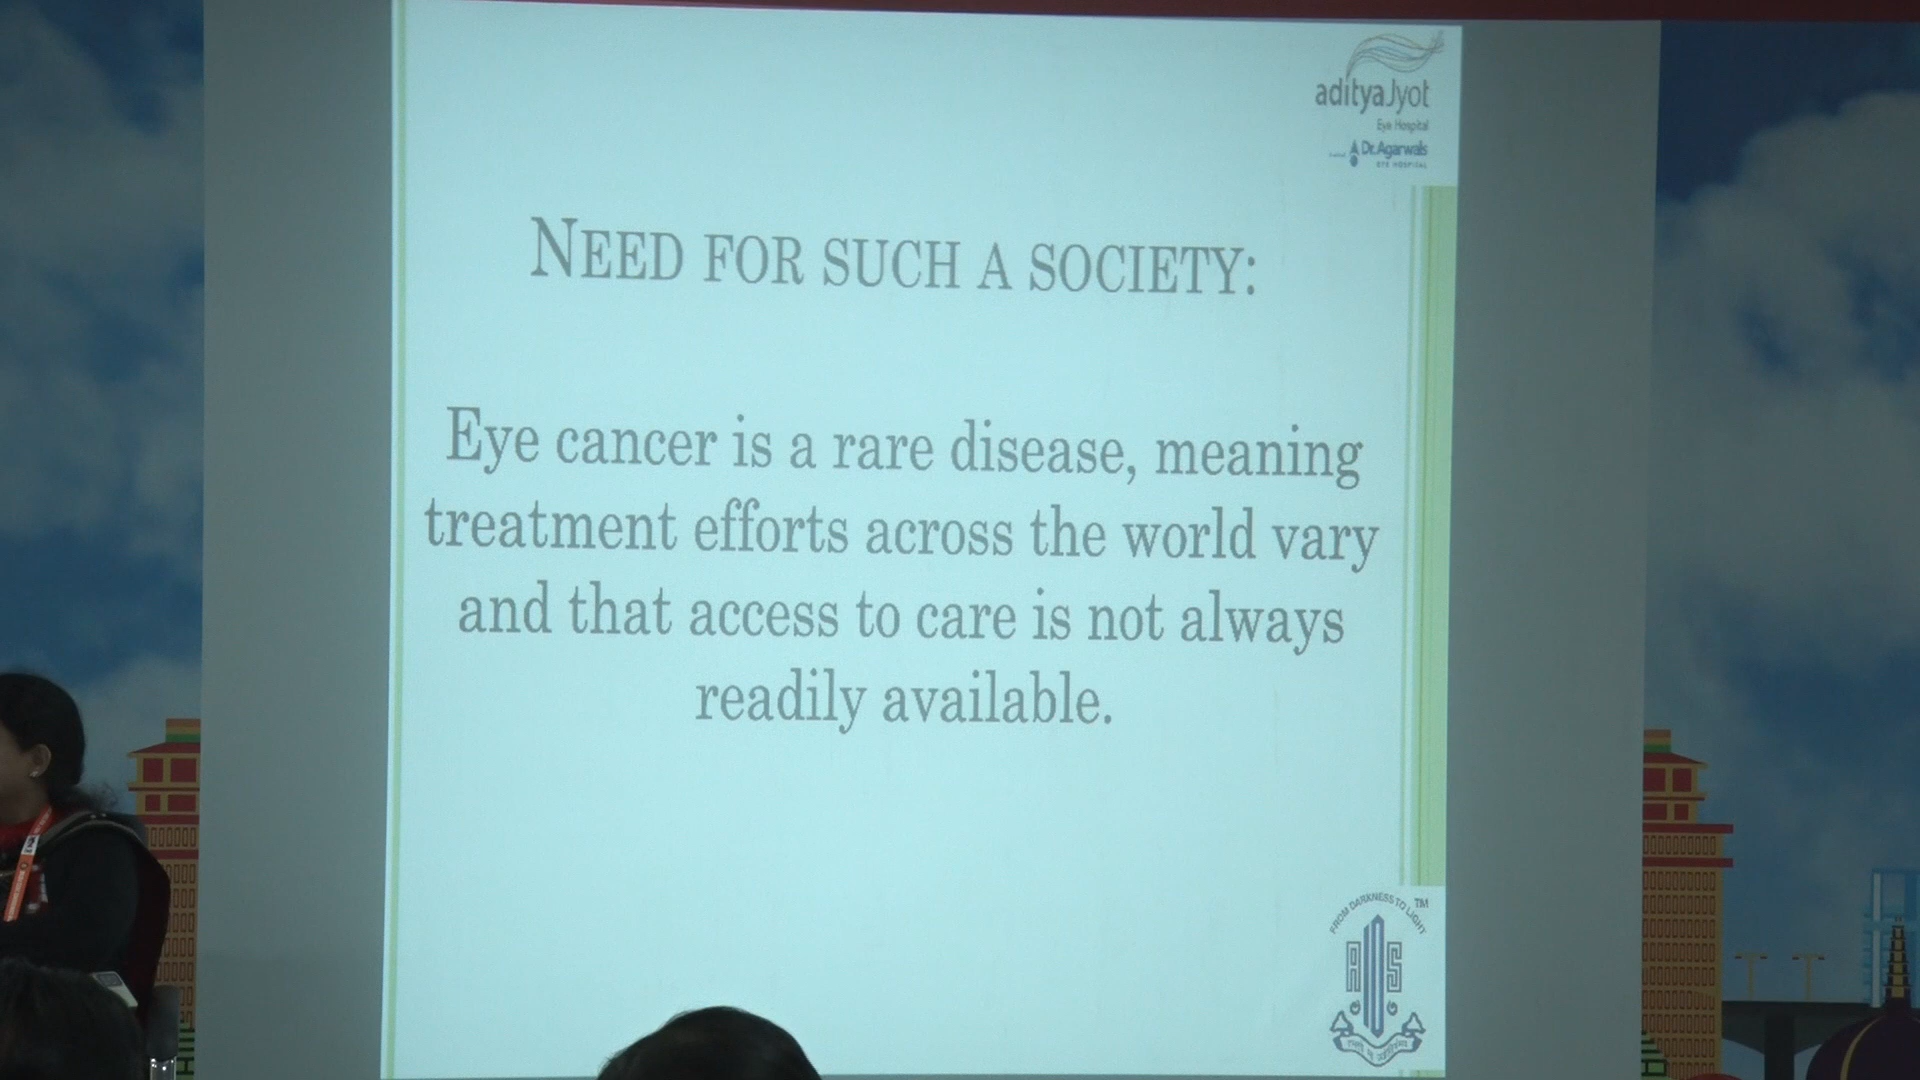 adityaJyot
Eye Hospital
Dr.Agarwals
EYE HOSPITAL
NEED FOR SUCH A SOCIETY:
Eye cancer is a rare disease, meaning
treatment efforts across the world vary
and that access to care is not always
readily available.
FROM DARKNESS TO LIGHT
TM